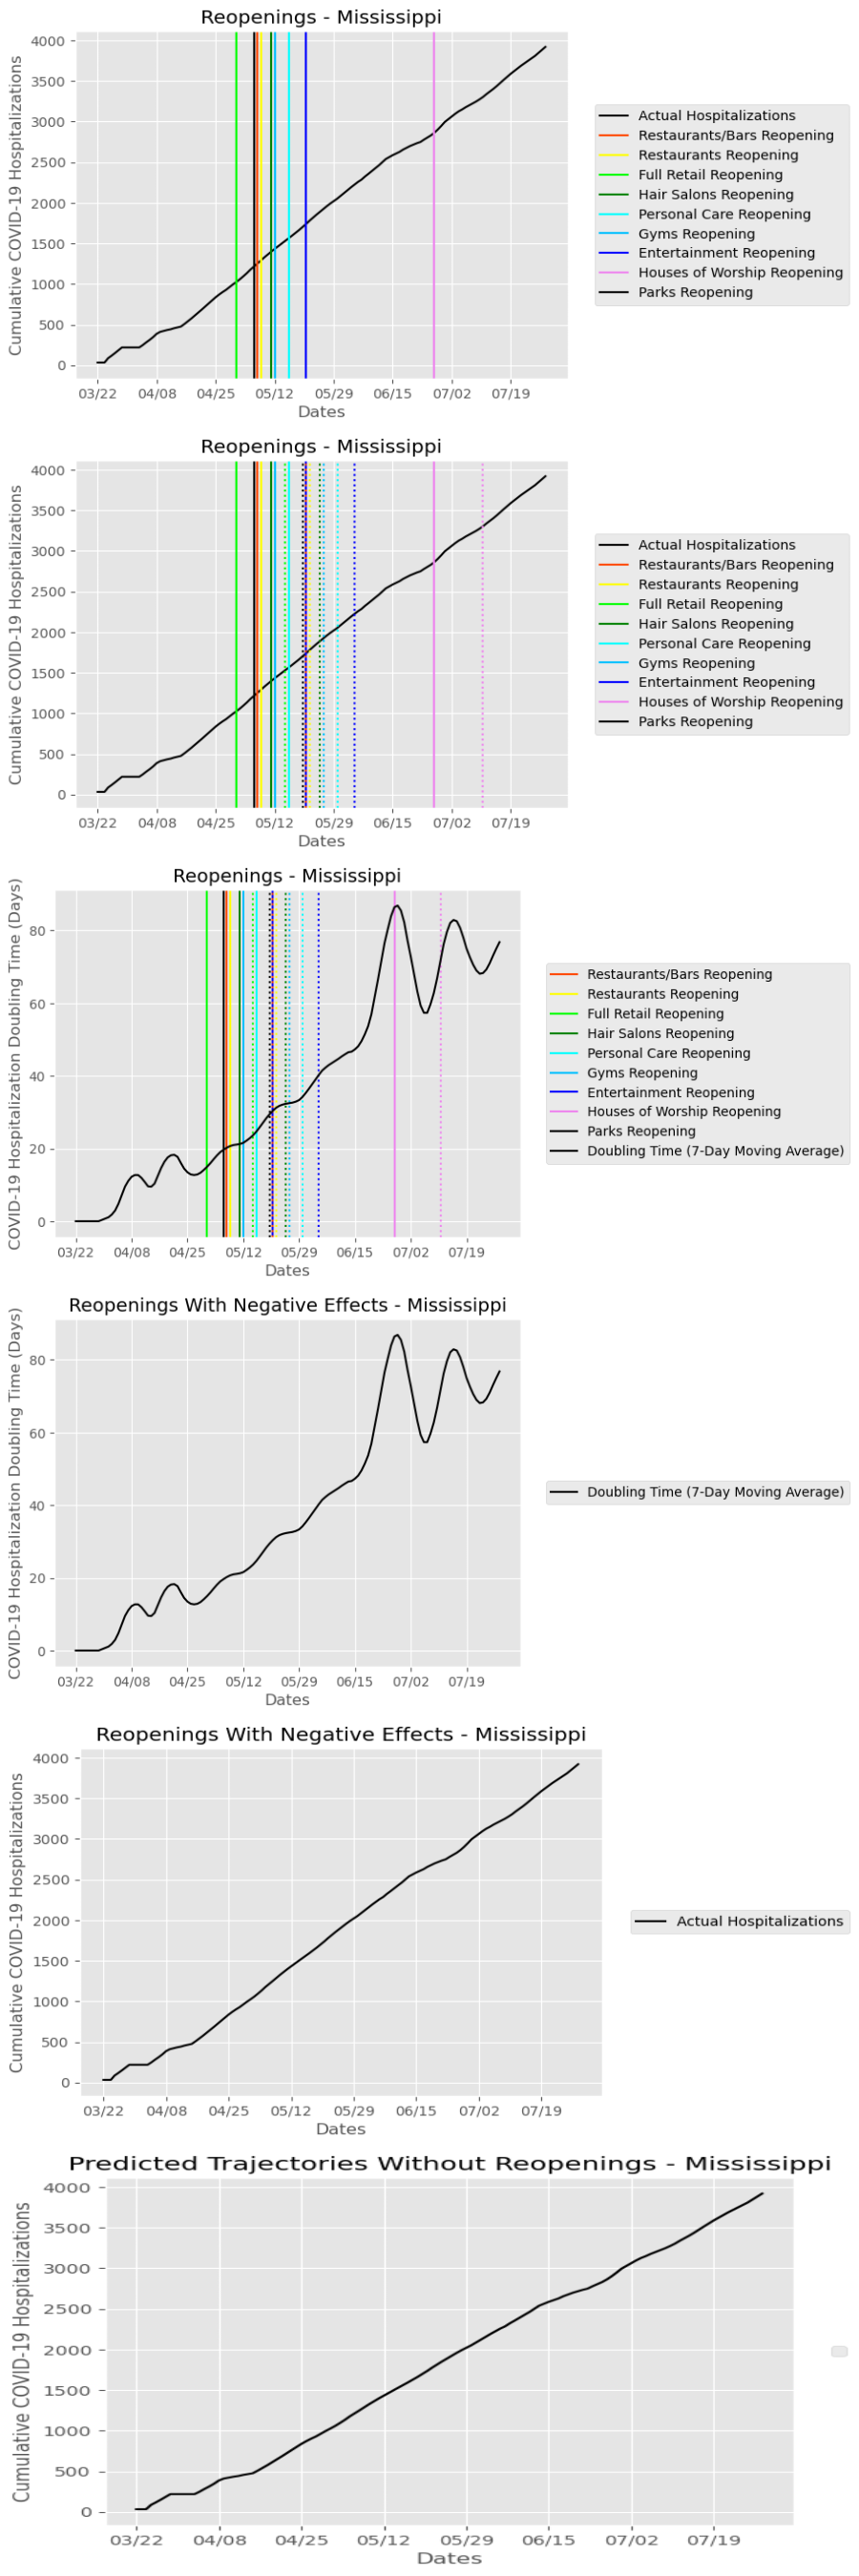 Reopenings - Mississippi
Cumulative COVID-19 Hospitalizations
4000
3500
3000
2500
2000
1500
1000
500
0
03/22 04/08 04/25 05/12 05/29 06/15 07/02 07/19
Dates
Actual Hospitalizations
Restaurants/Bars Reopening
Restaurants Reopening
Full Retail Reopening
Hair Salons Reopening
Personal Care Reopening
Gyms Reopening
Entertainment Reopening
Houses of Worship Reopening
Parks Reopening
Reopenings - Mississippi
Cumulative COVID-19 Hospitalizations
4000
3500
3000
2500
2000
1500
1000
500
0
03/22 04/08 04/25 05/12 05/29 06/15 07/02 07/19
Dates
Actual Hospitalizations
Restaurants/Bars Reopening
Restaurants Reopening
Full Retail Reopening
Hair Salons Reopening
Personal Care Reopening
Gyms Reopening
Entertainment Reopening
Houses of Worship Reopening
Parks Reopening
Reopenings - Mississippi
COVID-19 Hospitalization Doubling Time (Days)
80
60
40
20
0
03/22 04/08 04/25 05/12 05/29 06/15 07/02 07/19
Dates
Restaurants/Bars Reopening
Restaurants Reopening
Full Retail Reopening
Hair Salons Reopening
Personal Care Reopening
Gyms Reopening
Entertainment Reopening
Houses of Worship Reopening
Parks Reopening
Doubling Time (7-Day Moving Average)
Reopenings With Negative Effects - Mississippi
COVID-19 Hospitalization Doubling Time (Days)
80
60
40
20
0
03/22 04/08 04/25 05/12 05/29 06/15 07/02 07/19
Dates
Doubling Time (7-Day Moving Average)
Reopenings With Negative Effects - Mississippi
Cumulative COVID-19 Hospitalizations
4000
3500
3000
2500
2000
1500
1000
500
0
03/22 04/08 04/25 05/12 05/29 06/15 07/02 07/19
Dates
Actual Hospitalizations
Predicted Trajectories Without Reopenings - Mississippi
Cumulative COVID-19 Hospitalizations
4000
3500
3000
2500
2000
1500
1000
500
0
03/22 04/08 04/25 05/12 05/29 06/15 07/02 07/19
Dates